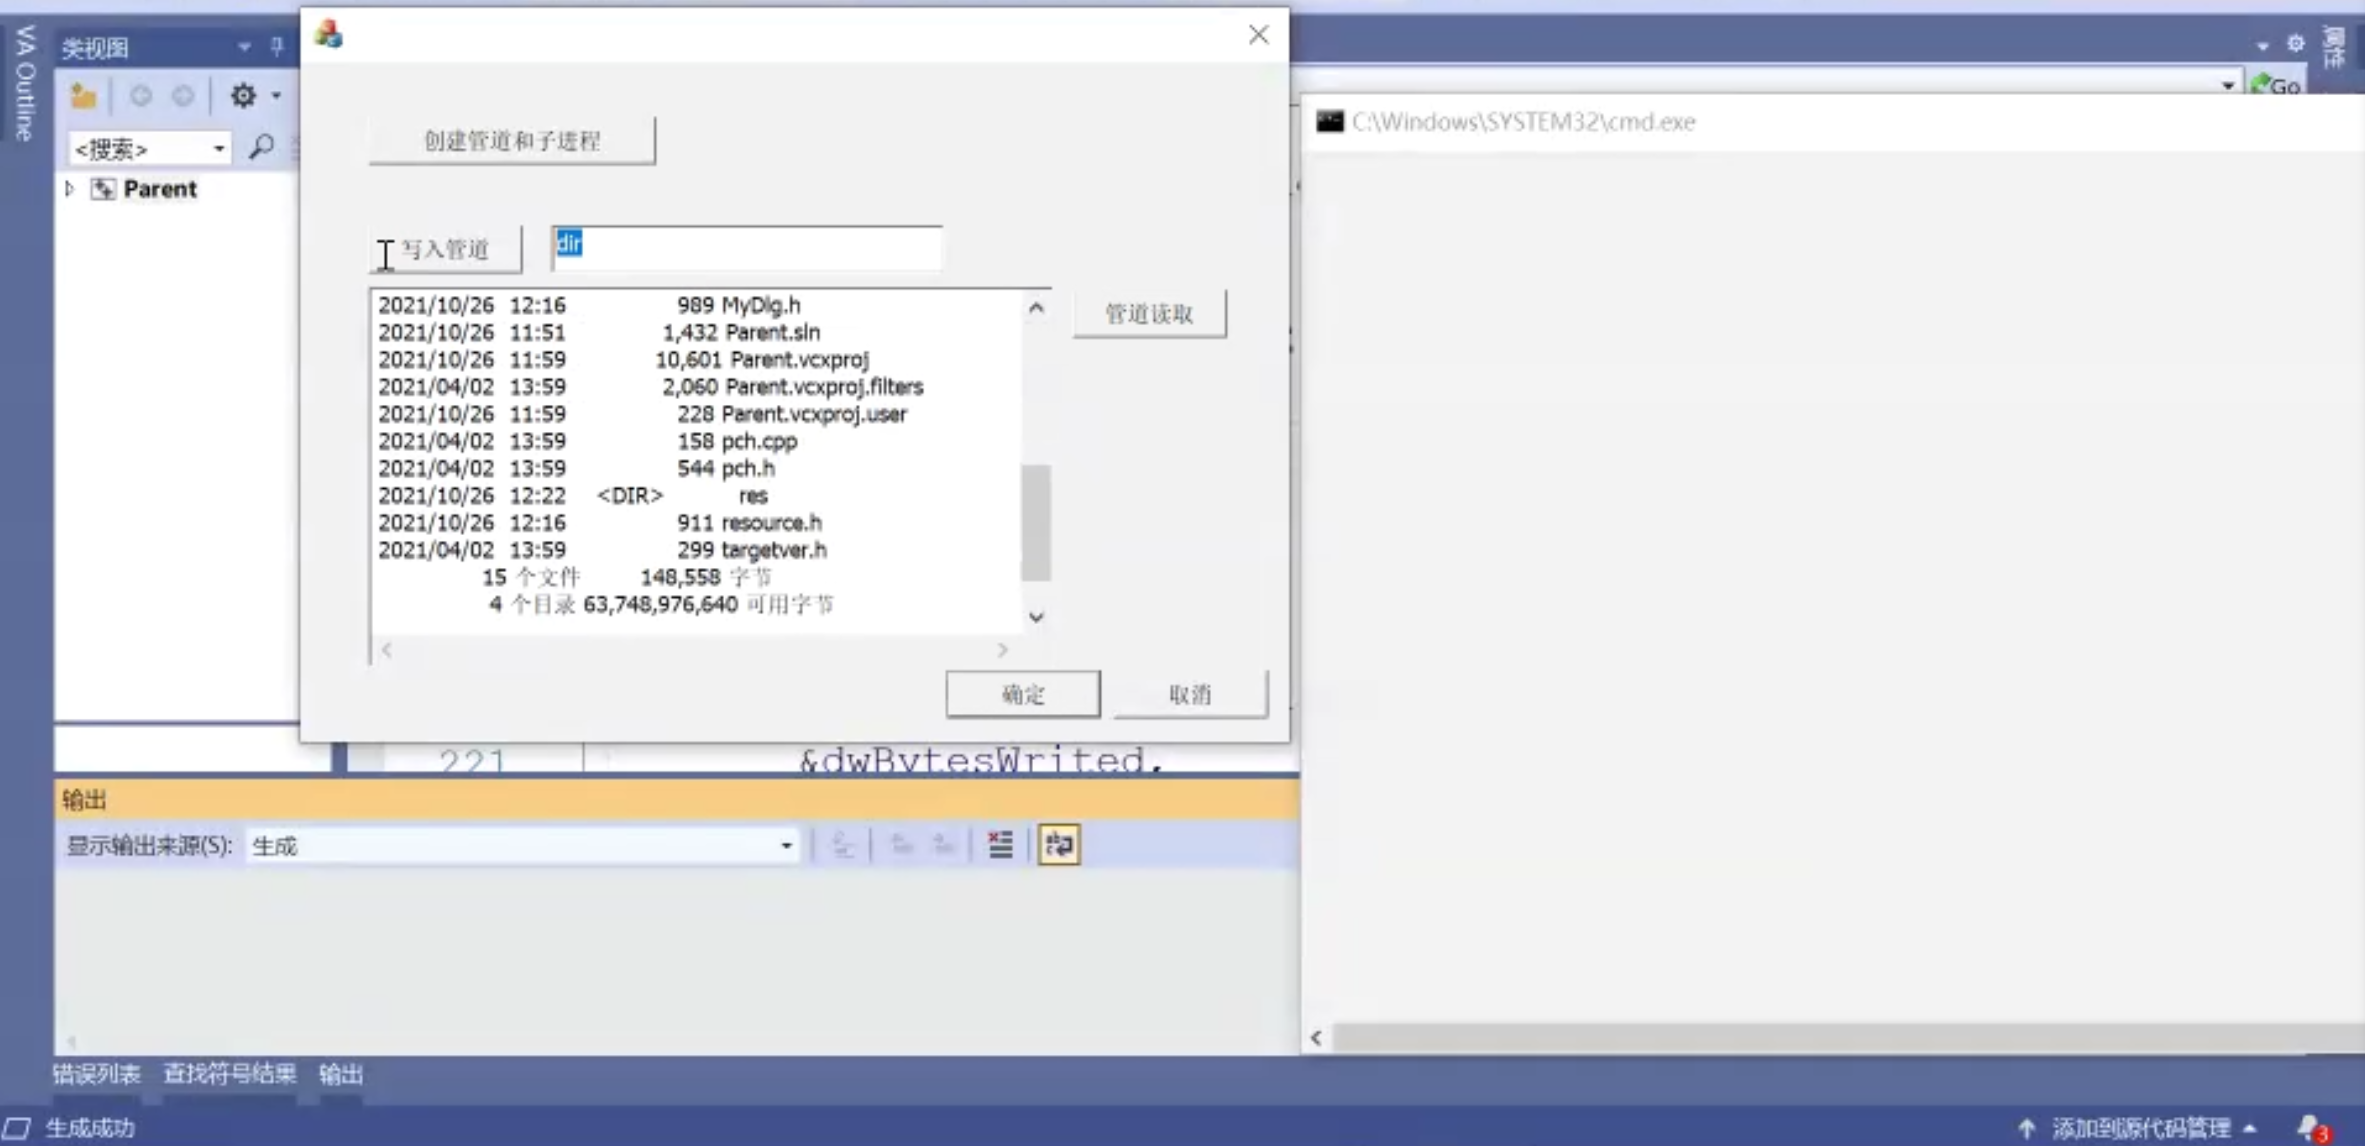 VA Outline
类视图
<搜索>
Parent
创建管道和子进程
写入管道
dir
管道读取
2021/10/26 12:16 989 MyDlg.h
2021/10/26 11:51 1,432 Parent.sln
2021/10/26 11:59 10,601 Parent.vcxproj
2021/04/02 13:59 2,060 Parent.vcxproj.filters
2021/10/26 11:59 228 Parent.vcxproj.user
2021/04/02 13:59 158 pch.cpp
2021/04/02 13:59 544 pch.h
2021/10/26 12:22 <DIR> res
2021/10/26 12:16 911 resource.h
2021/04/02 13:59 299 targetver.h
15 个文件 148,558 字节
4 个目录 63,748,976,640 可用字节
确定
取消
Go
属性
C:\Windows\SYSTEM32\cmd.exe
221 &dwBytesWrited,
输出
显示输出来源(S): 生成
错误列表 查找符号结果 输出
生成成功
添加到源代码管理
3